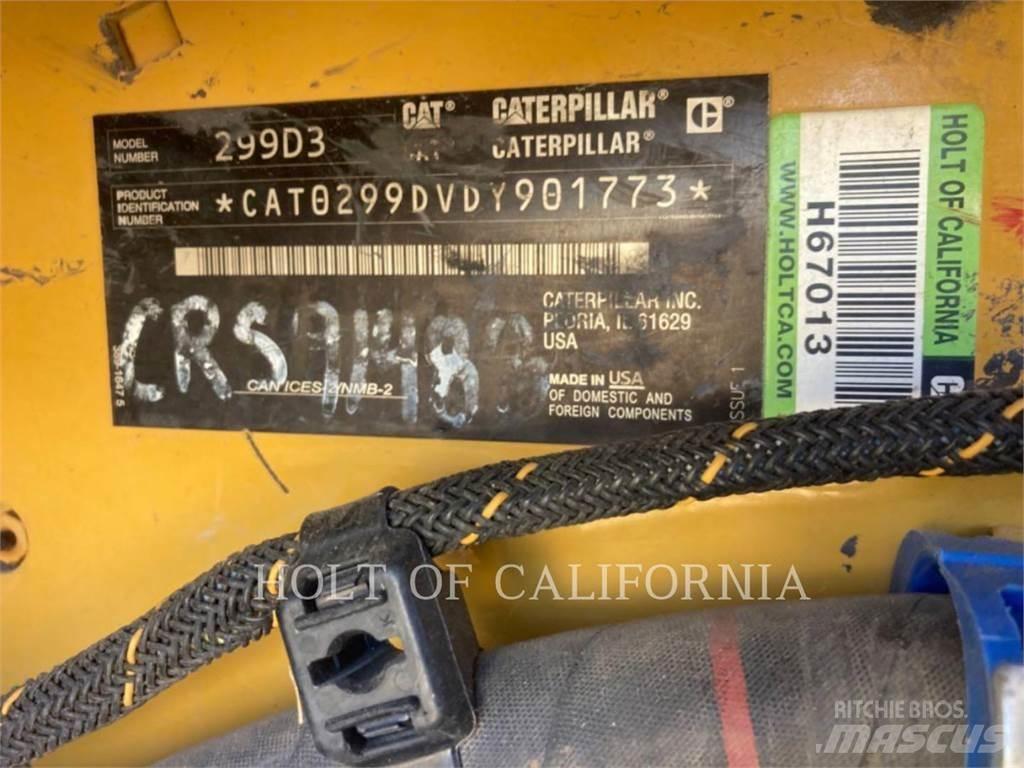 MODEL NUMBER 299D3 CAT® CATERPILLAR®
CATERPILLAR®
PRODUCT IDENTIFICATION NUMBER *CAT0299DVDY901773*
CATERPILLAR INC.
PEORIA, IL 61629
USA
CAN ICES-2/NMB-2
MADE IN USA
OF DOMESTIC AND
FOREIGN COMPONENTS
ISSUE 1
WWW.HOLTCA.COM
H67013
HOLT OF CALIFORNIA
HOLT OF CALIFORNIA
RITCHIE BROS.
MASCUS